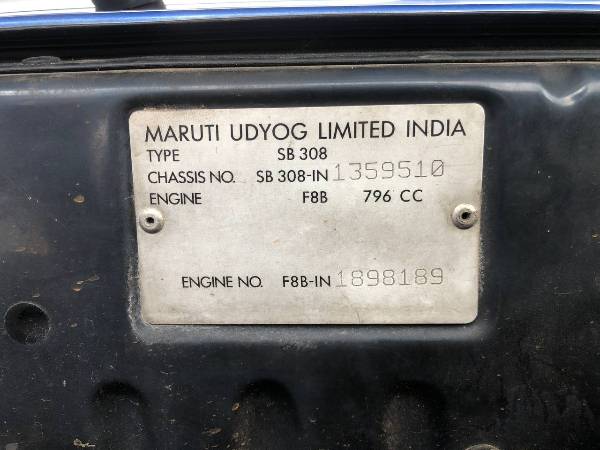 MARUTI UDYOG LIMITED INDIA
TYPE SB 308
CHASSIS NO. SB 308-IN 1359510
ENGINE F8B 796 CC
ENGINE NO. F8B-IN 1898189